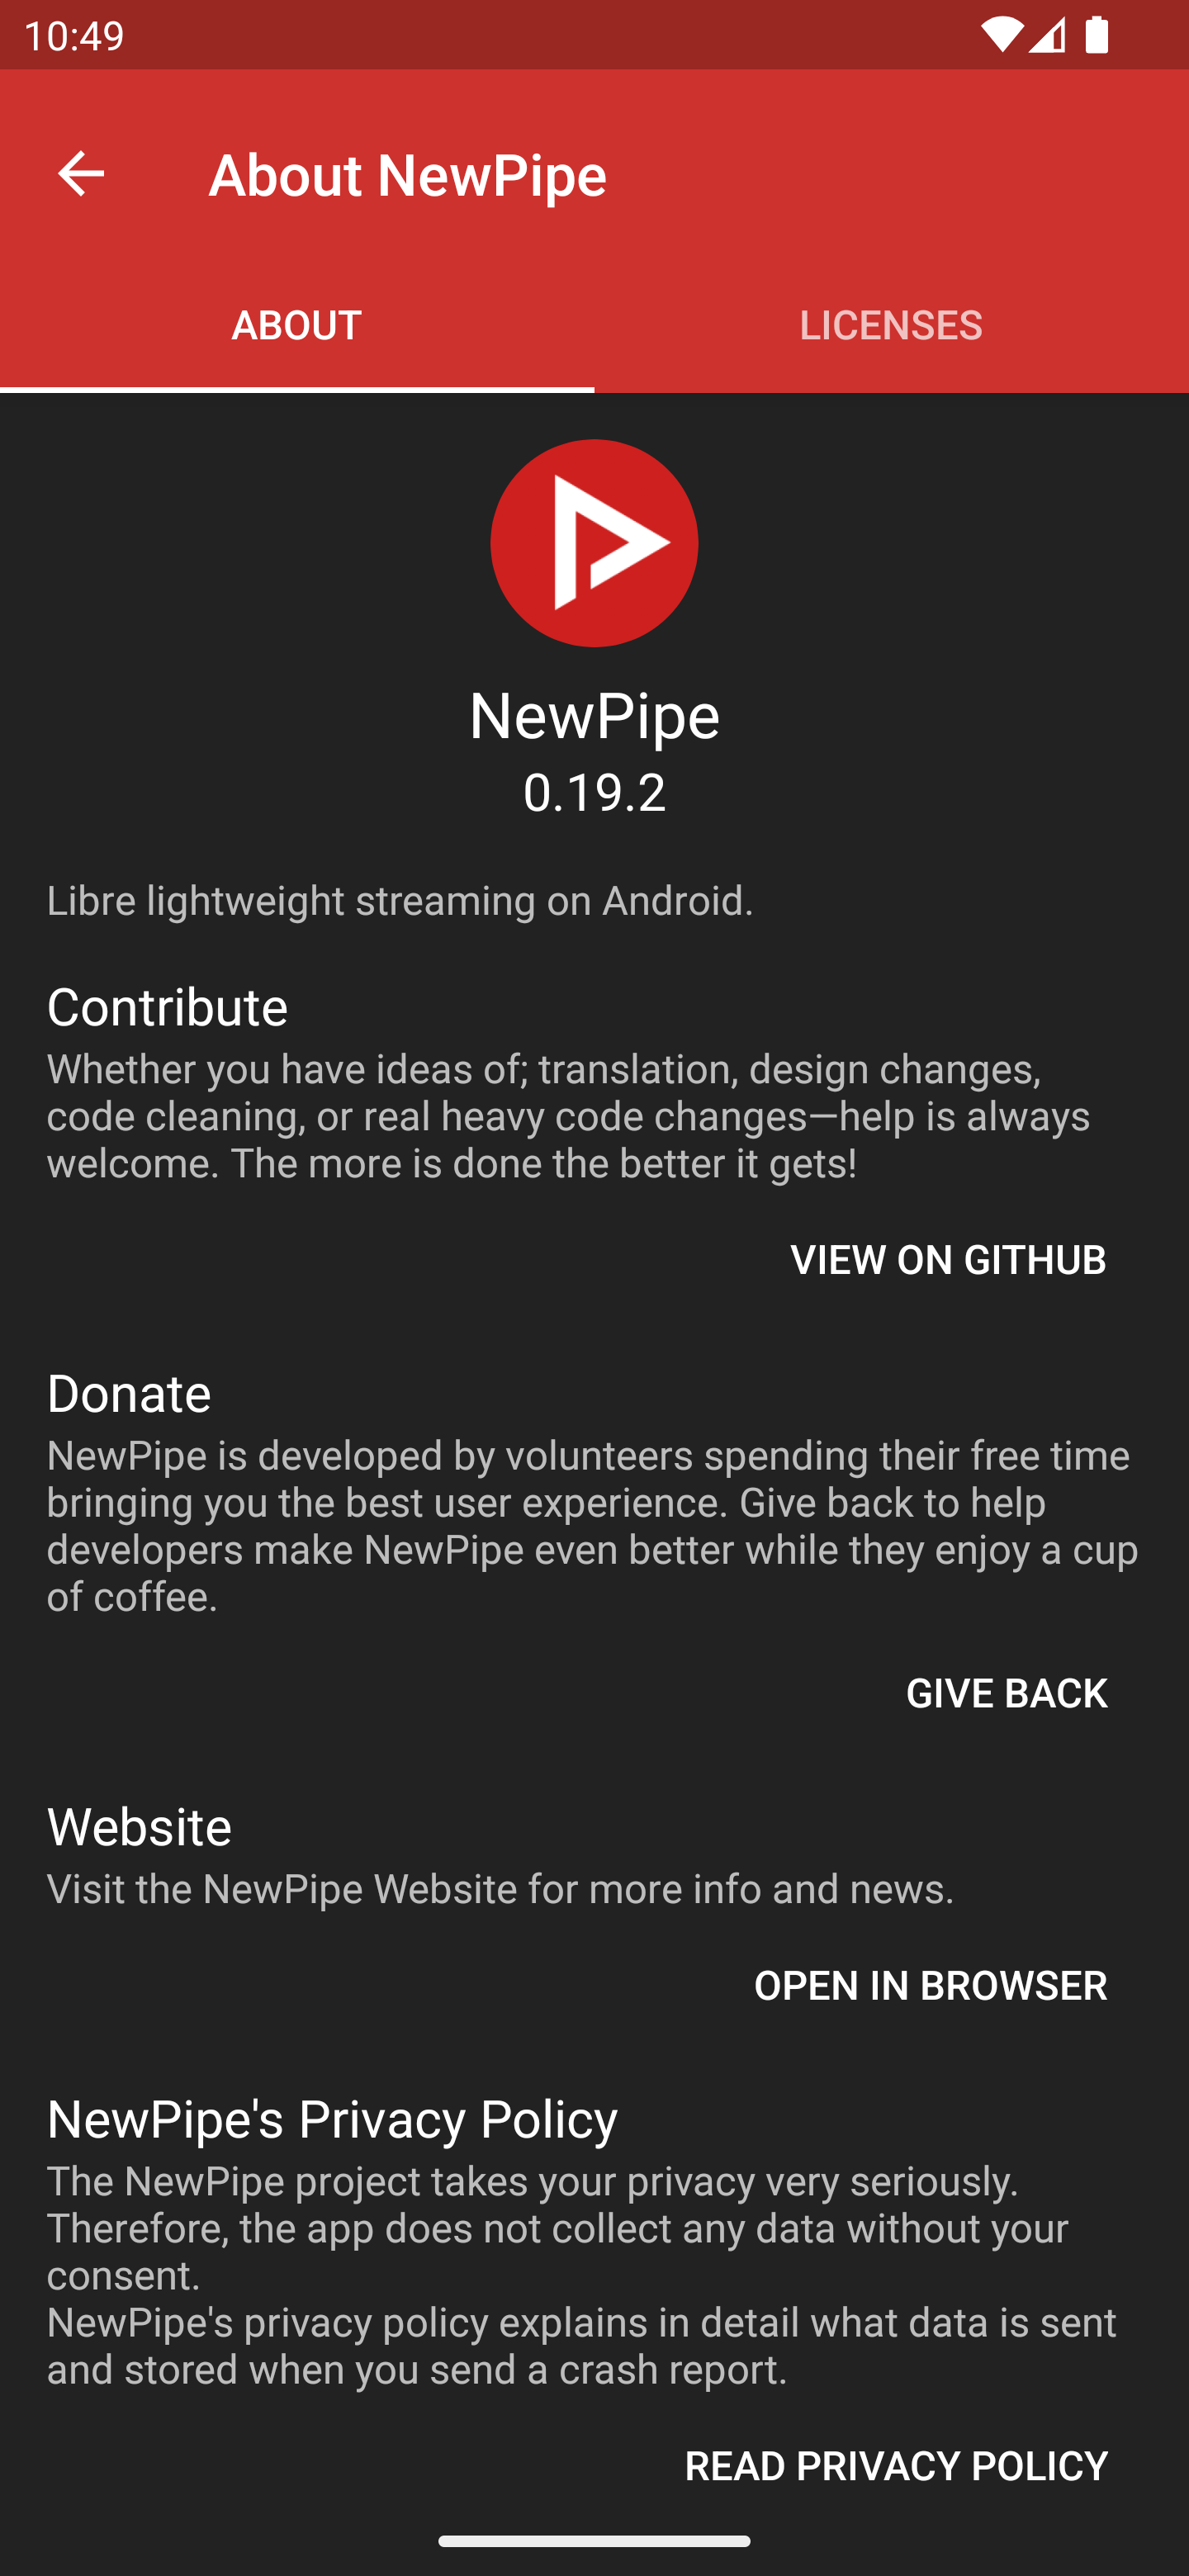 10:49
About NewPipe
ABOUT
LICENSES
NewPipe
0.19.2
Libre lightweight streaming on Android.
Contribute
Whether you have ideas of; translation, design changes,
code cleaning, or real heavy code changes—help is always
welcome. The more is done the better it gets!
VIEW ON GITHUB
Donate
NewPipe is developed by volunteers spending their free time
bringing you the best user experience. Give back to help
developers make NewPipe even better while they enjoy a cup
of coffee.
GIVE BACK
Website
Visit the NewPipe Website for more info and news.
OPEN IN BROWSER
NewPipe's Privacy Policy
The NewPipe project takes your privacy very seriously.
Therefore, the app does not collect any data without your
consent.
NewPipe's privacy policy explains in detail what data is sent
and stored when you send a crash report.
READ PRIVACY POLICY